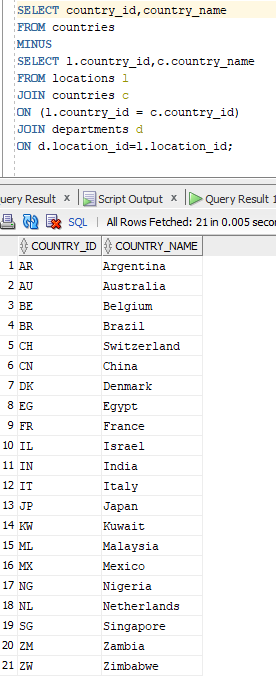 SELECT country_id,country_name
FROM countries
MINUS
SELECT l.country_id,c.country_name
FROM locations l
JOIN countries c
ON (l.country_id = c.country_id)
JOIN departments d
ON d.location_id=l.location_id;
uery Result x Script Output x Query Result 1
SQL | All Rows Fetched: 21 in 0.005 secon
COUNTRY_ID COUNTRY_NAME
1 AR Argentina
2 AU Australia
3 BE Belgium
4 BR Brazil
5 CH Switzerland
6 CN China
7 DK Denmark
8 EG Egypt
9 FR France
10 IL Israel
11 IN India
12 IT Italy
13 JP Japan
14 KW Kuwait
15 ML Malaysia
16 MX Mexico
17 NG Nigeria
18 NL Netherlands
19 SG Singapore
20 ZM Zambia
21 ZW Zimbabwe